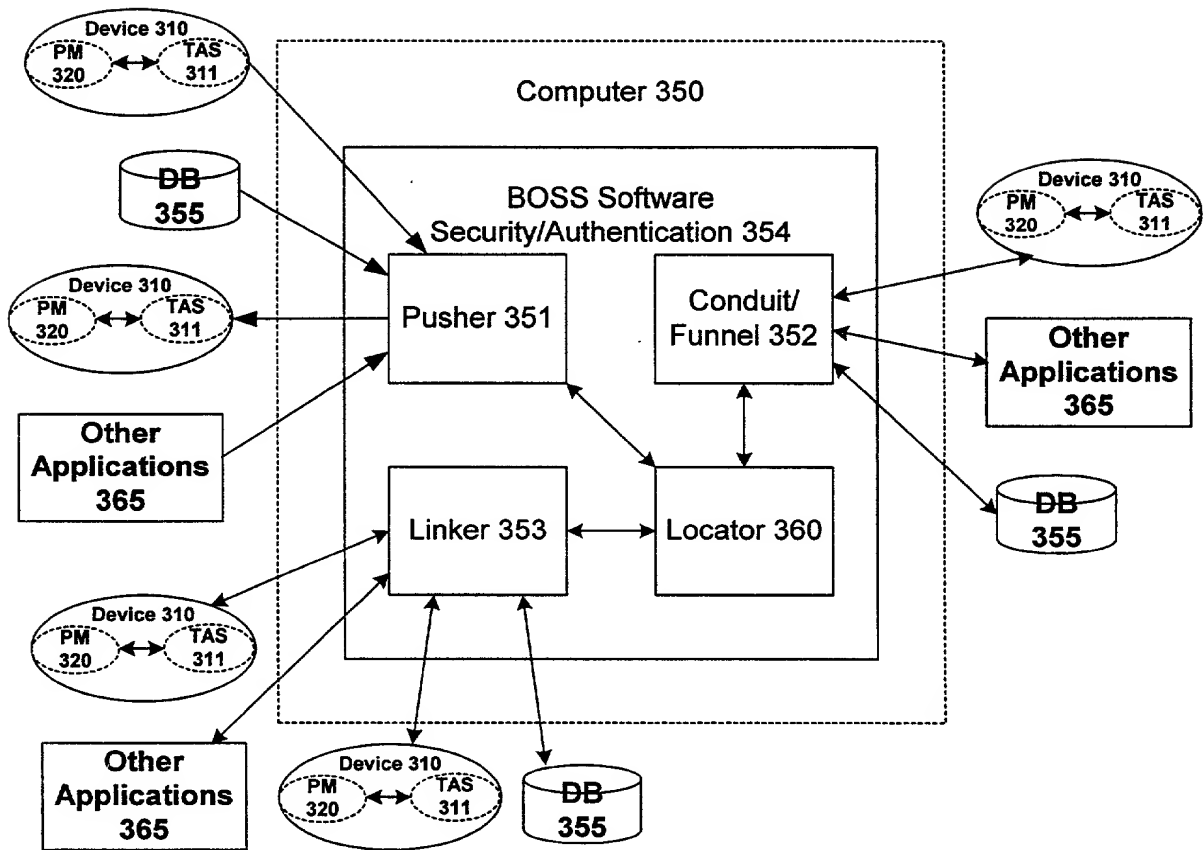 Device 310
PM
320
TAS
311
DB
355
Device 310
PM
320
TAS
311
Other
Applications
365
Device 310
PM
320
TAS
311
Other
Applications
365
Computer 350
BOSS Software
Security/Authentication 354
Pusher 351
Conduit/
Funnel 352
Linker 353
Locator 360
Device 310
PM
320
TAS
311
DB
355
Device 310
PM
320
TAS
311
Other
Applications
365
DB
355